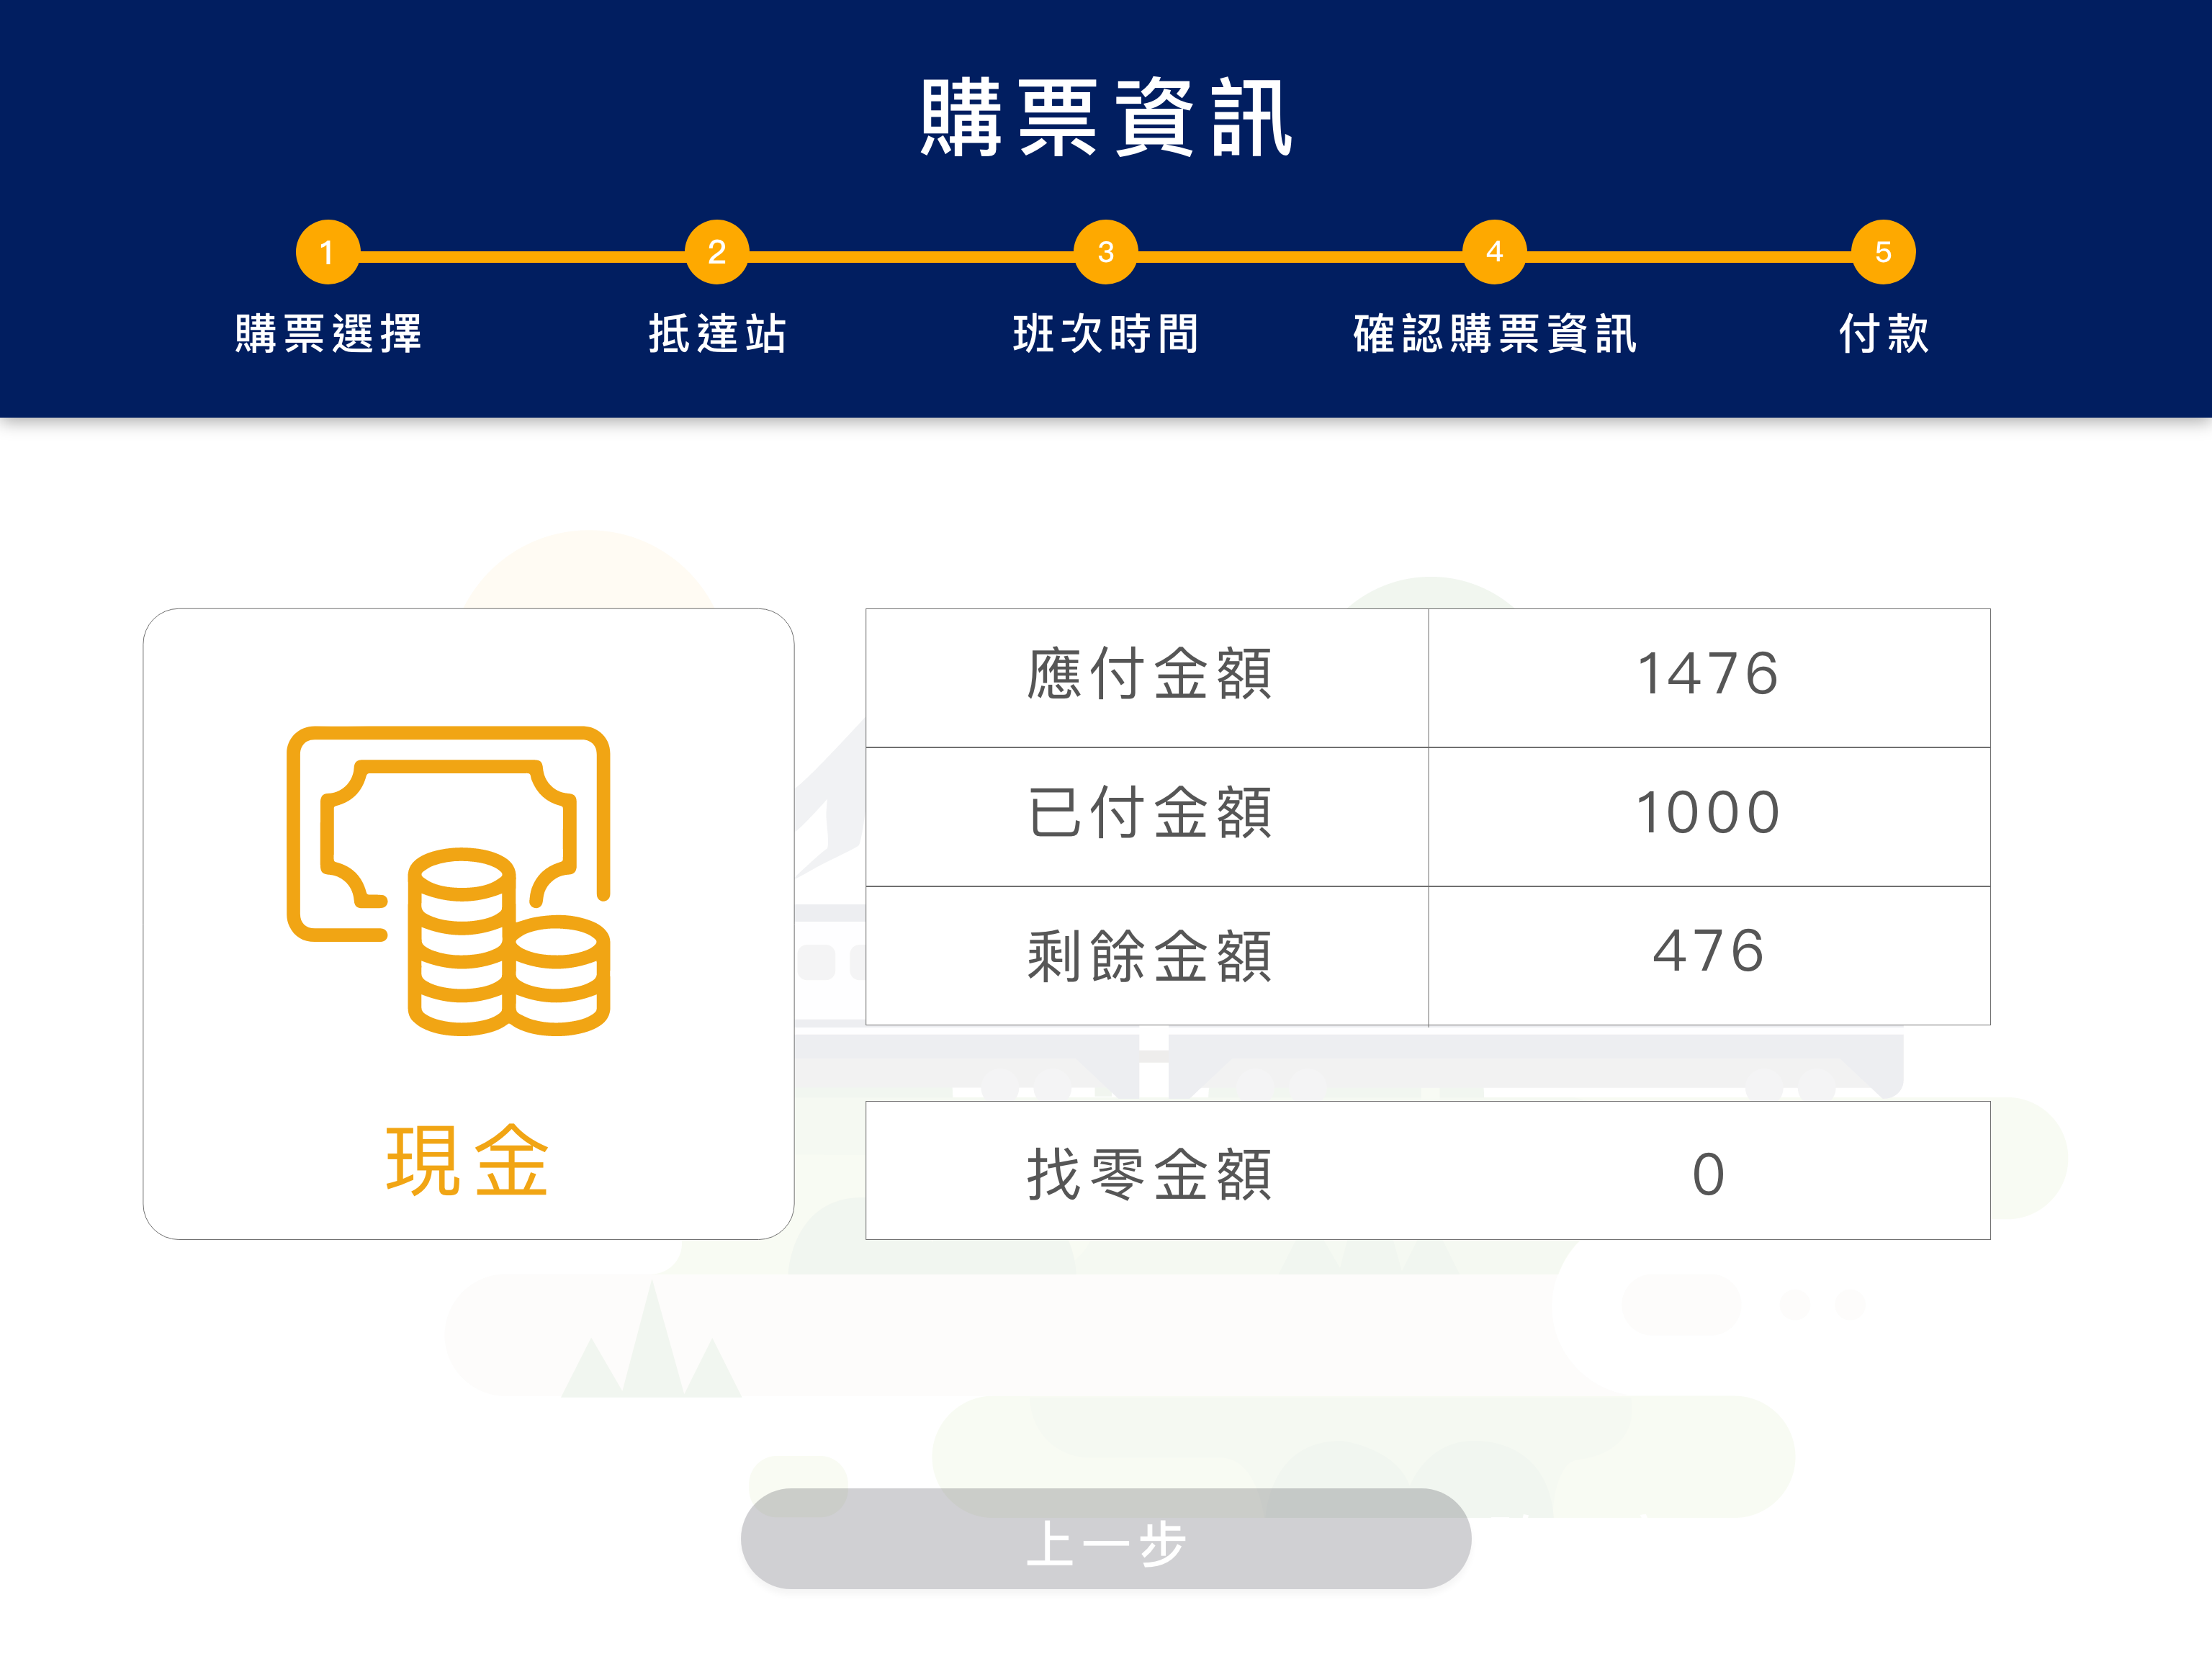 購票資訊
1 2 3 4 5
購票選擇 抵達站 班次時間 確認購票資訊 付款
應付金額 1476
已付金額 1000
剩餘金額 476
現金
找零金額 0
上一步